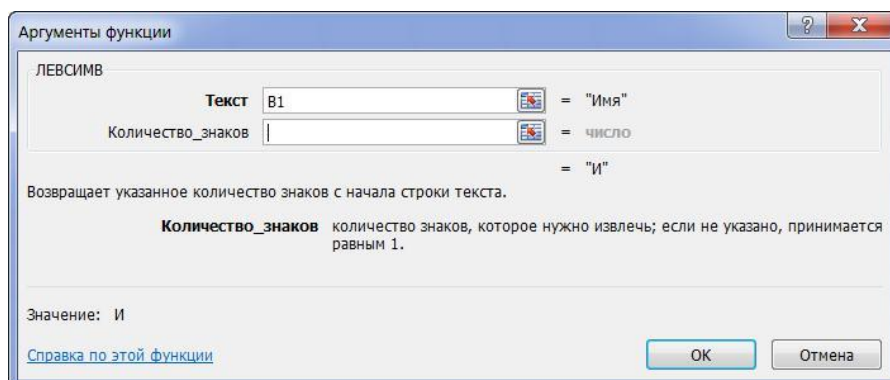 Аргументы функции
ЛЕВСИМВ
Текст B1 = "Имя"
Количество_знаков = число
= "И"
Возвращает указанное количество знаков с начала строки текста.
Количество_знаков количество знаков, которое нужно извлечь; если не указано, принимается
равным 1.
Значение: И
Справка по этой функции ОК Отмена